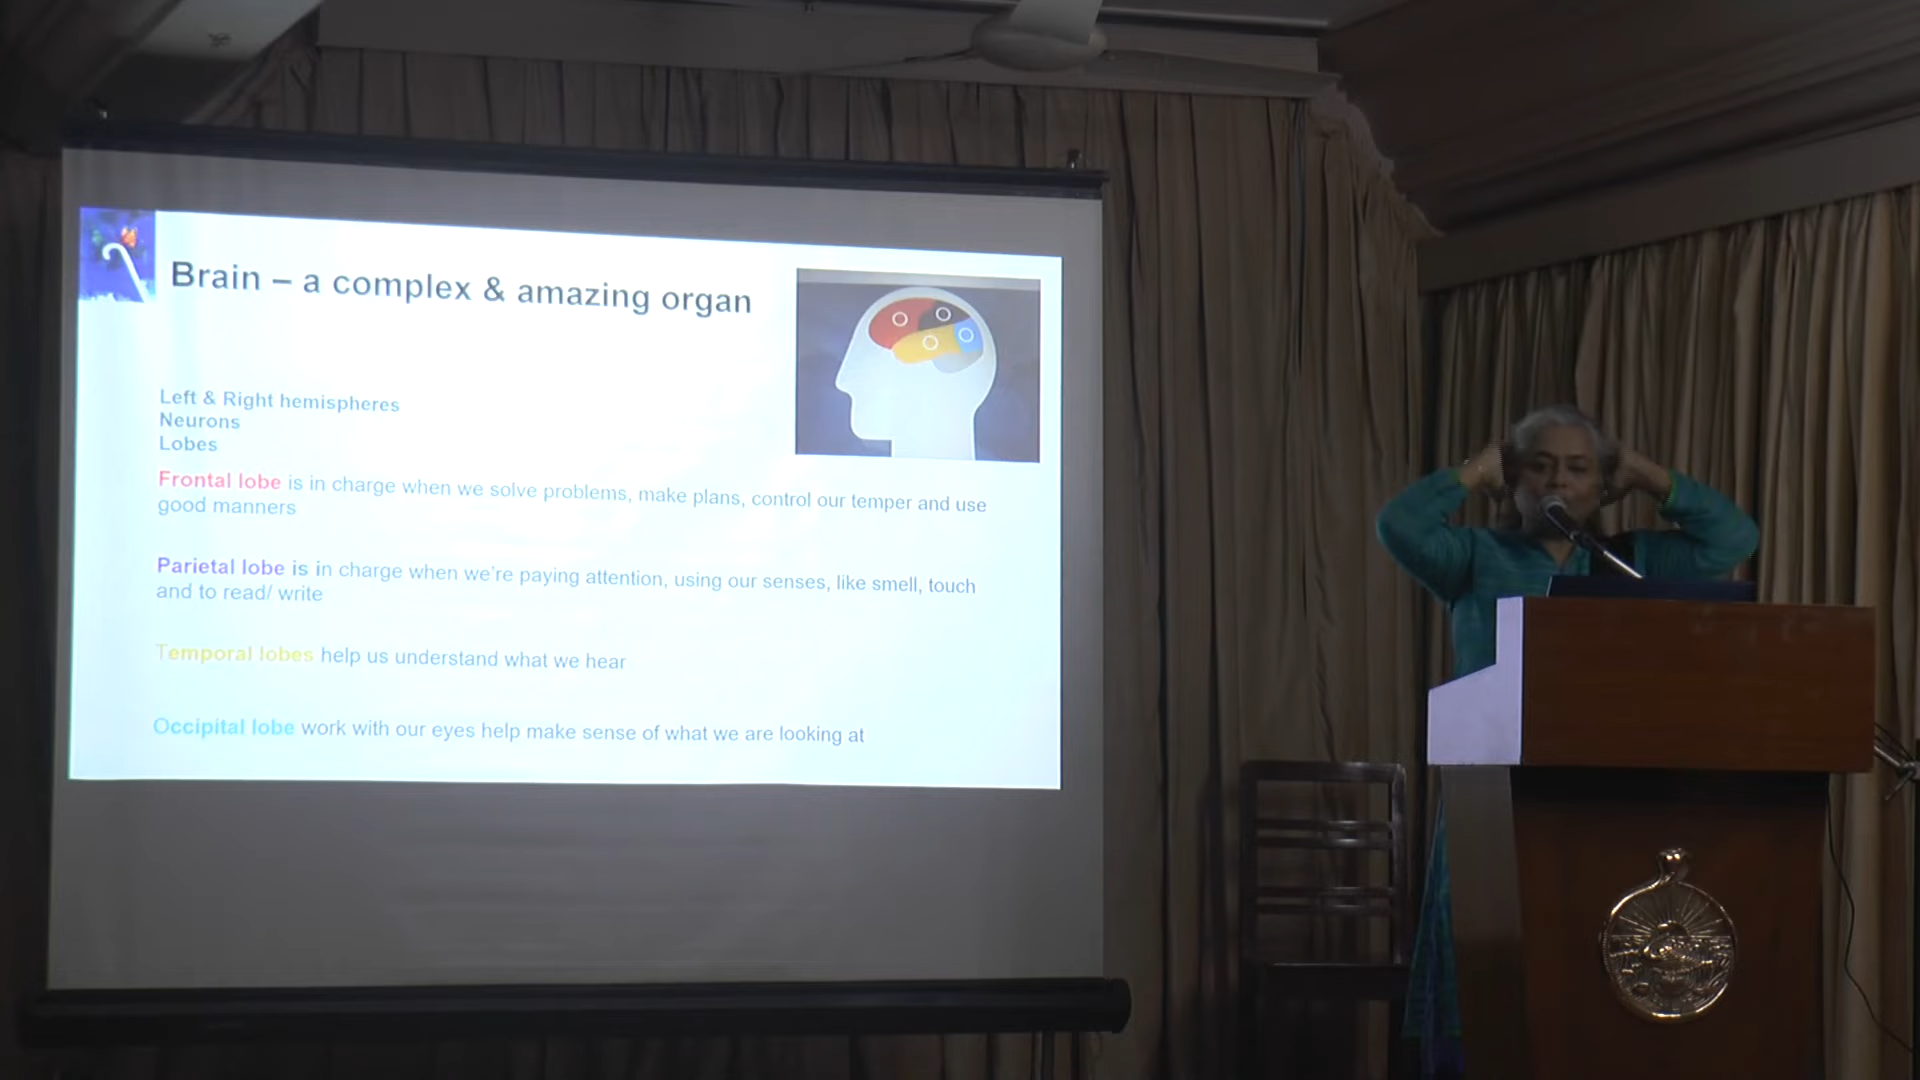 Brain – a complex & amazing organ
Left & Right hemispheres
Neurons
Lobes
Frontal lobe is in charge when we solve problems, make plans, control our temper and use
good manners
Parietal lobe is in charge when we're paying attention, using our senses, like smell, touch
and to read/ write
Temporal lobes help us understand what we hear
Occipital lobe work with our eyes help make sense of what we are looking at